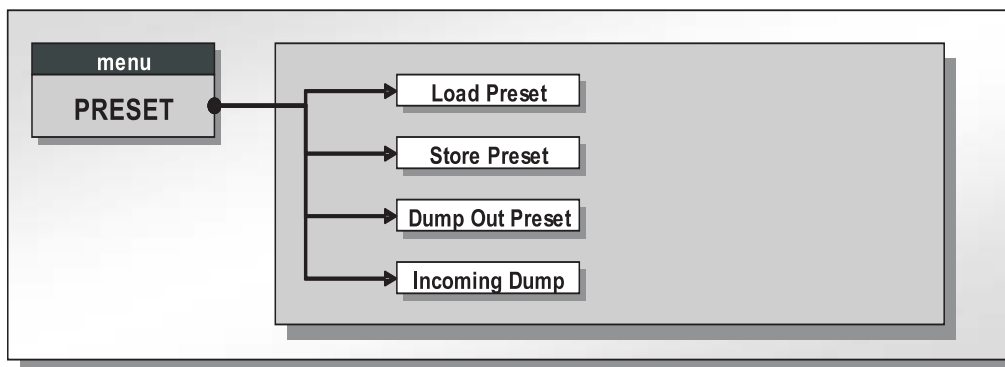 menu
PRESET
Load Preset
Store Preset
Dump Out Preset
Incoming Dump